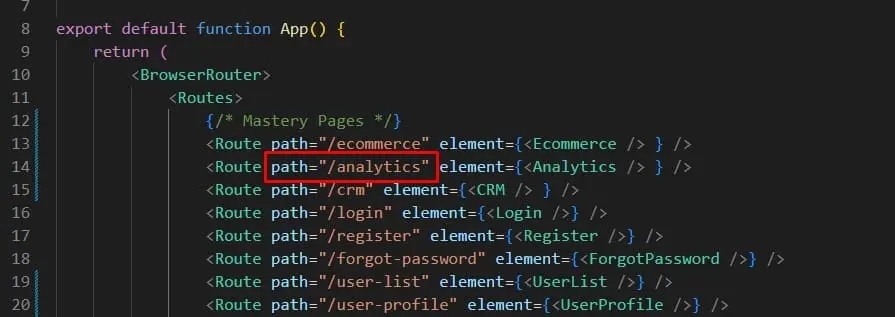 7
8 export default function App() {
9 return (
10 <BrowserRouter>
11 <Routes>
12 {/* Mastery Pages */}
13 <Route path="/ecommerce" element={<Ecommerce /> } />
14 <Route path="/analytics" element={<Analytics /> } />
15 <Route path="/crm" element={<CRM /> } />
16 <Route path="/login" element={<Login />} />
17 <Route path="/register" element={<Register />} />
18 <Route path="/forgot-password" element={<ForgotPassword />} />
19 <Route path="/user-list" element={<UserList />} />
20 <Route path="/user-profile" element={<UserProfile />} />